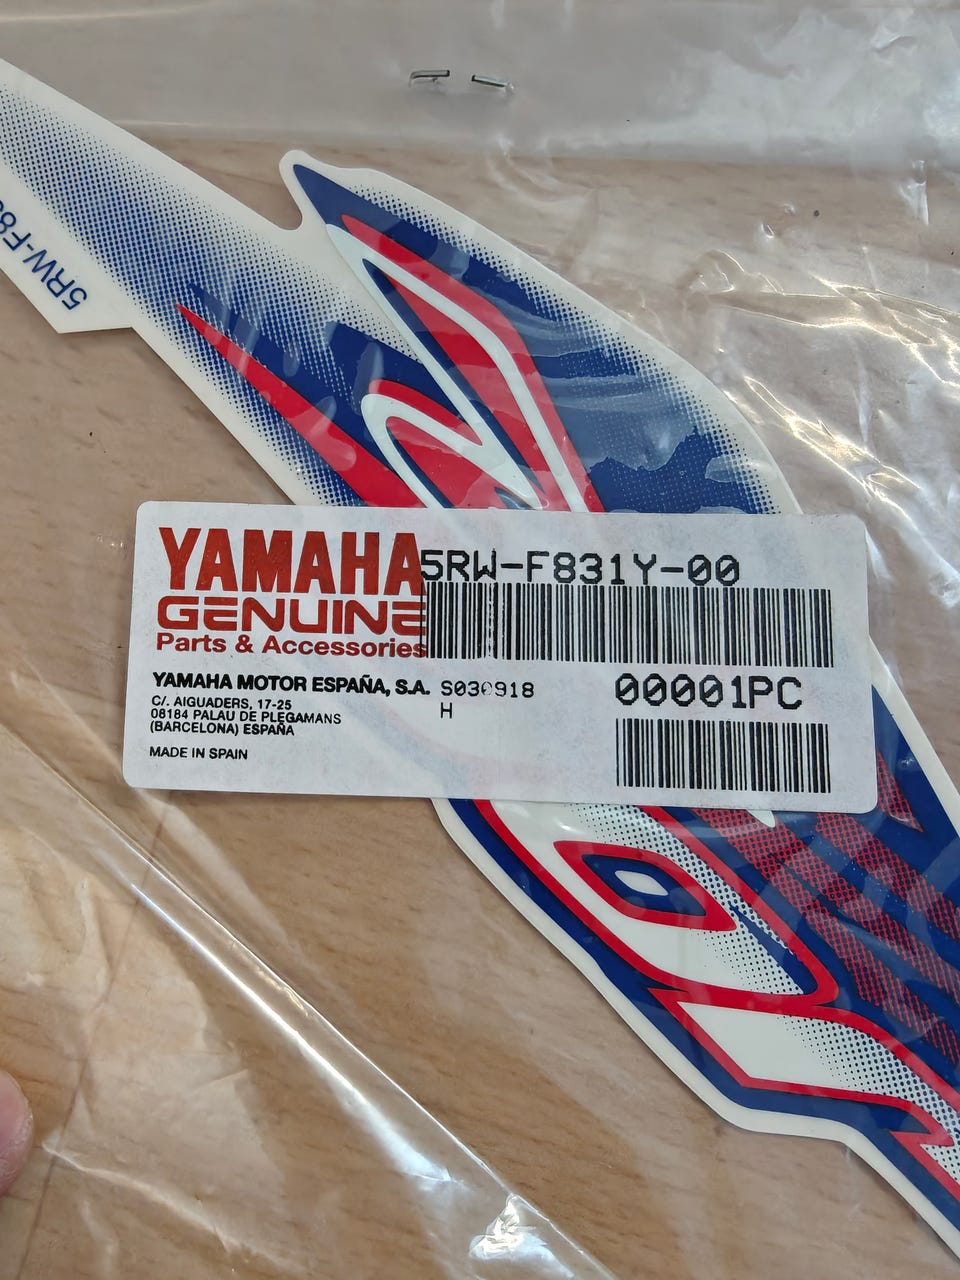 5RW-F8
YAMAHA
GENUINE
Parts & Accessories
5RW-F831Y-00
YAMAHA MOTOR ESPAÑA, S.A.
C/. AIGUADERS, 17-25
08184 PALAU DE PLEGAMANS
(BARCELONA) ESPAÑA
MADE IN SPAIN
S030918
H
00001PC